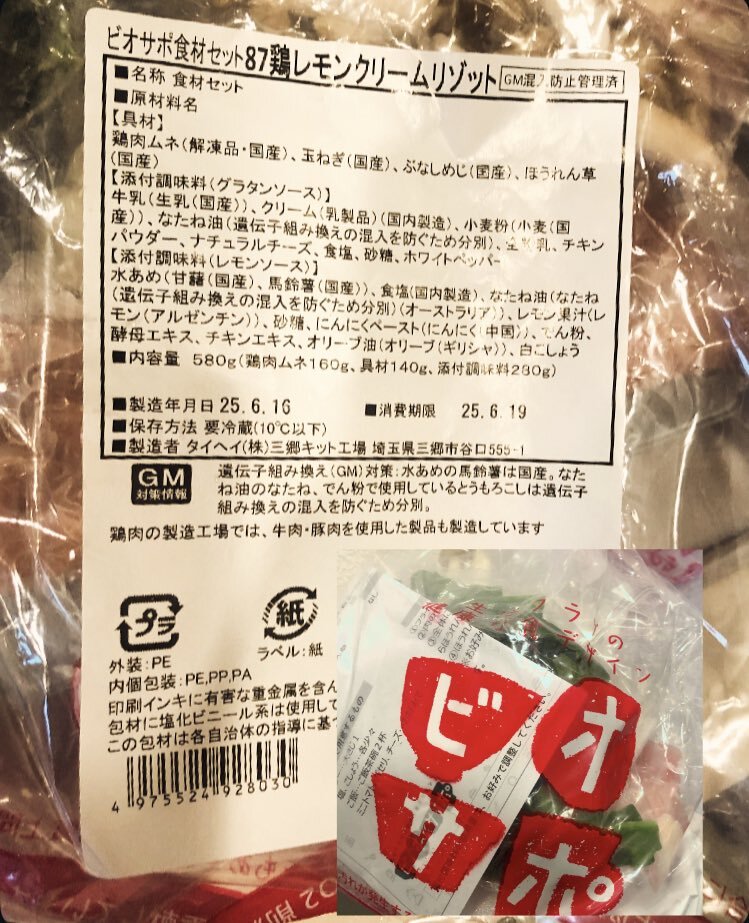 ビオサポ食材セット87鶏レモンクリームリゾット GM混入防止管理済
■名称 食材セット
■原材料名
【具材】
鶏肉ムネ(解凍品・国産)、玉ねぎ(国産)、ぶなしめじ(国産)、ほうれん草
(国産)
【添付調味料(グラタンソース)】
牛乳(生乳(国産))、クリーム(乳製品)(国内製造)、小麦粉(小麦(国
産))、なたね油(遺伝子組み換えの混入を防ぐため分別)、全粉乳、チキン
パウダー、ナチュラルチーズ、食塩、砂糖、ホワイトペッパー
【添付調味料(レモンソース)】
水あめ(甘藷(国産)、馬鈴薯(国産))、食塩(国内製造)、なたね油(なたね
(遺伝子組み換えの混入を防ぐため分別)(オーストラリア))、レモン果汁(レ
モン(アルゼンチン))、砂糖、にんにくペースト(にんにく(中国))、でん粉、
酵母エキス、チキンエキス、オリーブ油(オリーブ(ギリシャ))、白こしょう
■内容量 580g(鶏肉ムネ160g、具材140g、添付調味料280g)
■製造年月日 25.6.16 ■消費期限 25.6.19
■保存方法 要冷蔵(10℃以下)
■製造者 タイヘイ(株)三郷キット工場 埼玉県三郷市谷口555-1
GM
対策情報
遺伝子組み換え(GM)対策:水あめの馬鈴薯は国産。なた
ね油のなたね、でん粉で使用しているとうもろこしは遺伝子
組み換えの混入を防ぐため分別。
鶏肉の製造工場では、牛肉・豚肉を使用した製品も製造しています
プラ
紙
ラベル:紙
外装:PE
内個包装:PE,PP,PA
印刷インキに有害な重金属を含ん
包材に塩化ビニール系は使用して
この包材は各自治体の指導に基づ
4 975524 928030
ビオサポ
なし
お好みで調整してください。
ご飯…ご飯茶碗2杯